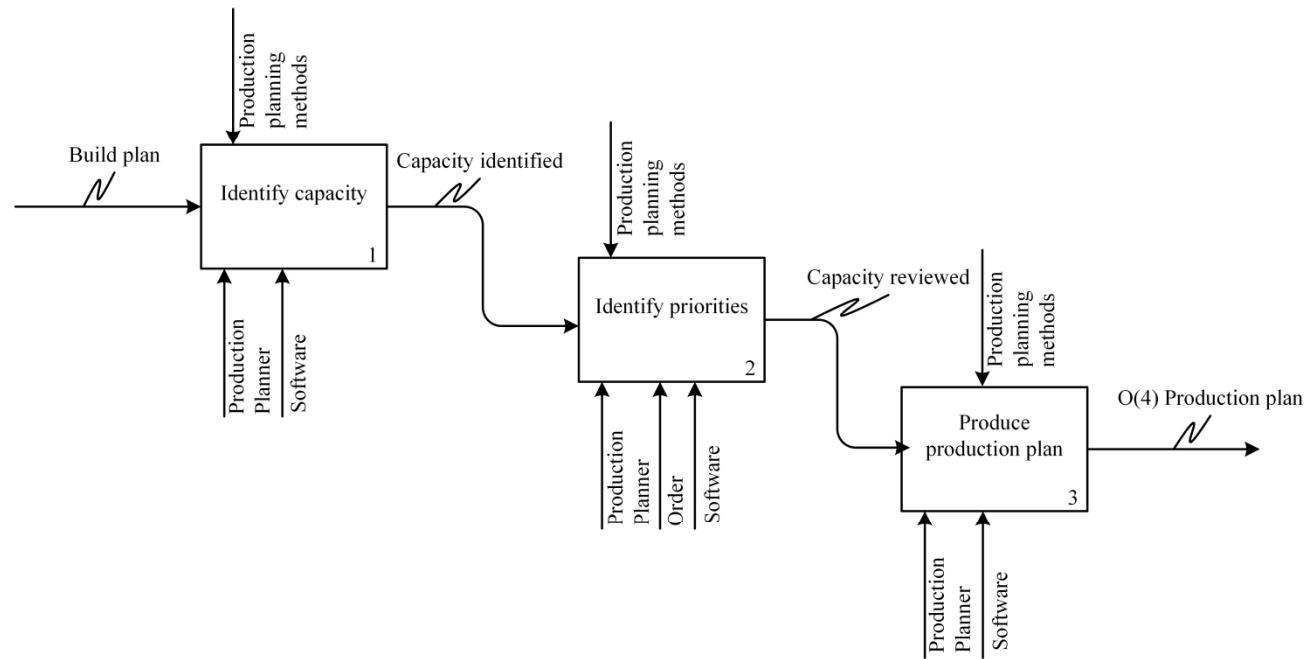 Production
planning
methods
Build plan
Identify capacity
1
Capacity identified
Production
Planner
Software
Production
planning
methods
Identify priorities
2
Capacity reviewed
Production
Planner
Order
Software
Production
planning
methods
Produce
production plan
3
O(4) Production plan
Production
Planner
Software